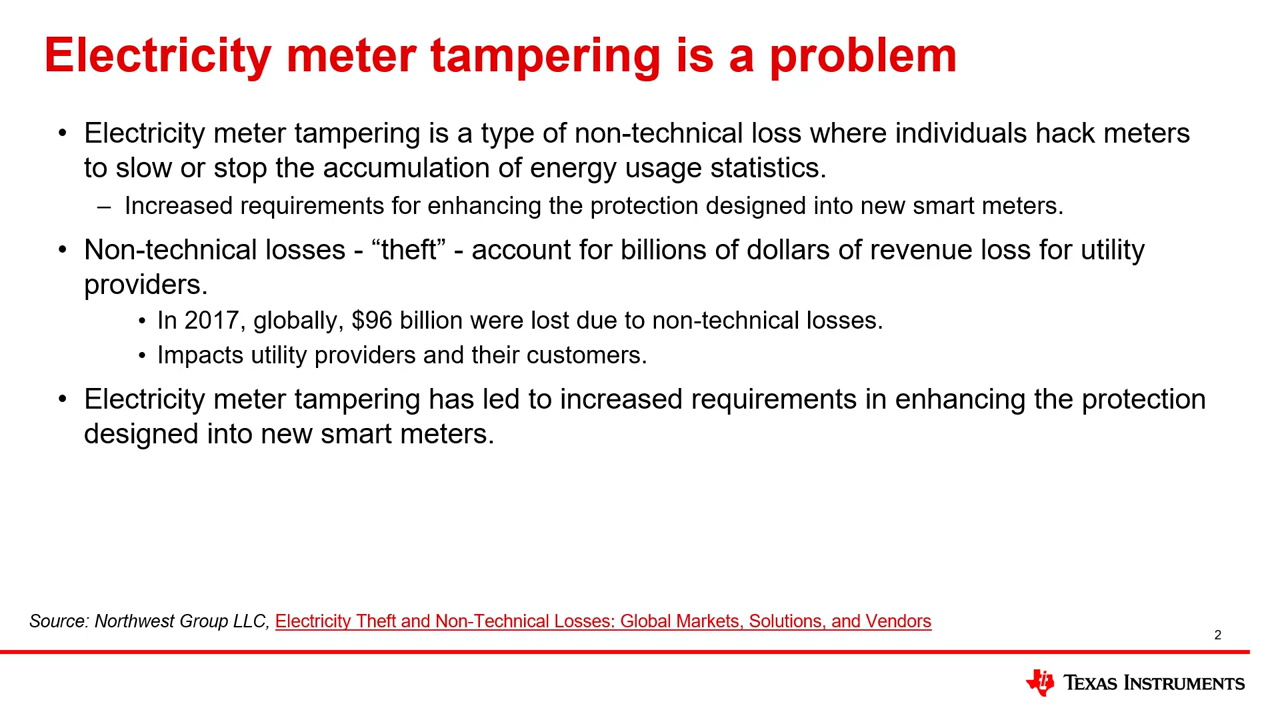 Electricity meter tampering is a problem
• Electricity meter tampering is a type of non-technical loss where individuals hack meters
to slow or stop the accumulation of energy usage statistics.
– Increased requirements for enhancing the protection designed into new smart meters.
• Non-technical losses - “theft” - account for billions of dollars of revenue loss for utility
providers.
• In 2017, globally, $96 billion were lost due to non-technical losses.
• Impacts utility providers and their customers.
• Electricity meter tampering has led to increased requirements in enhancing the protection
designed into new smart meters.
Source: Northwest Group LLC, Electricity Theft and Non-Technical Losses: Global Markets, Solutions, and Vendors
2
TEXAS INSTRUMENTS